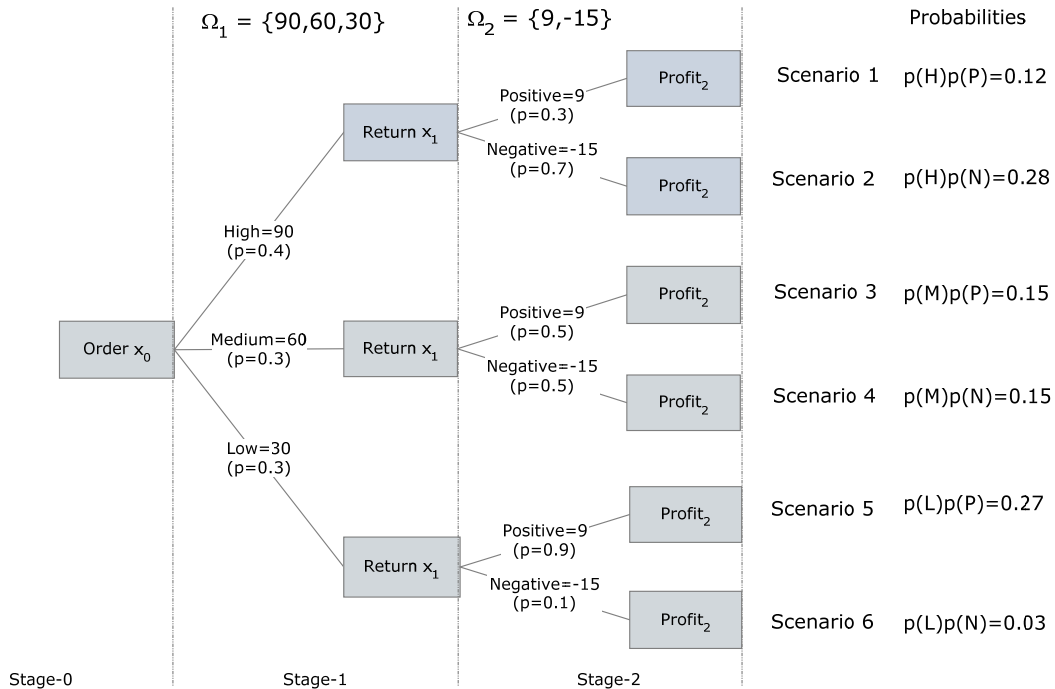 Ω₁ = {90,60,30}
Ω₂ = {9,-15}
Probabilities
Order x₀
High=90
(p=0.4)
Medium=60
(p=0.3)
Low=30
(p=0.3)
Return x₁
Positive=9
(p=0.3)
Negative=-15
(p=0.7)
Profit₂
Scenario 1
p(H)p(P)=0.12
Profit₂
Scenario 2
p(H)p(N)=0.28
Return x₁
Positive=9
(p=0.5)
Negative=-15
(p=0.5)
Profit₂
Scenario 3
p(M)p(P)=0.15
Profit₂
Scenario 4
p(M)p(N)=0.15
Return x₁
Positive=9
(p=0.9)
Negative=-15
(p=0.1)
Profit₂
Scenario 5
p(L)p(P)=0.27
Profit₂
Scenario 6
p(L)p(N)=0.03
Stage-0
Stage-1
Stage-2